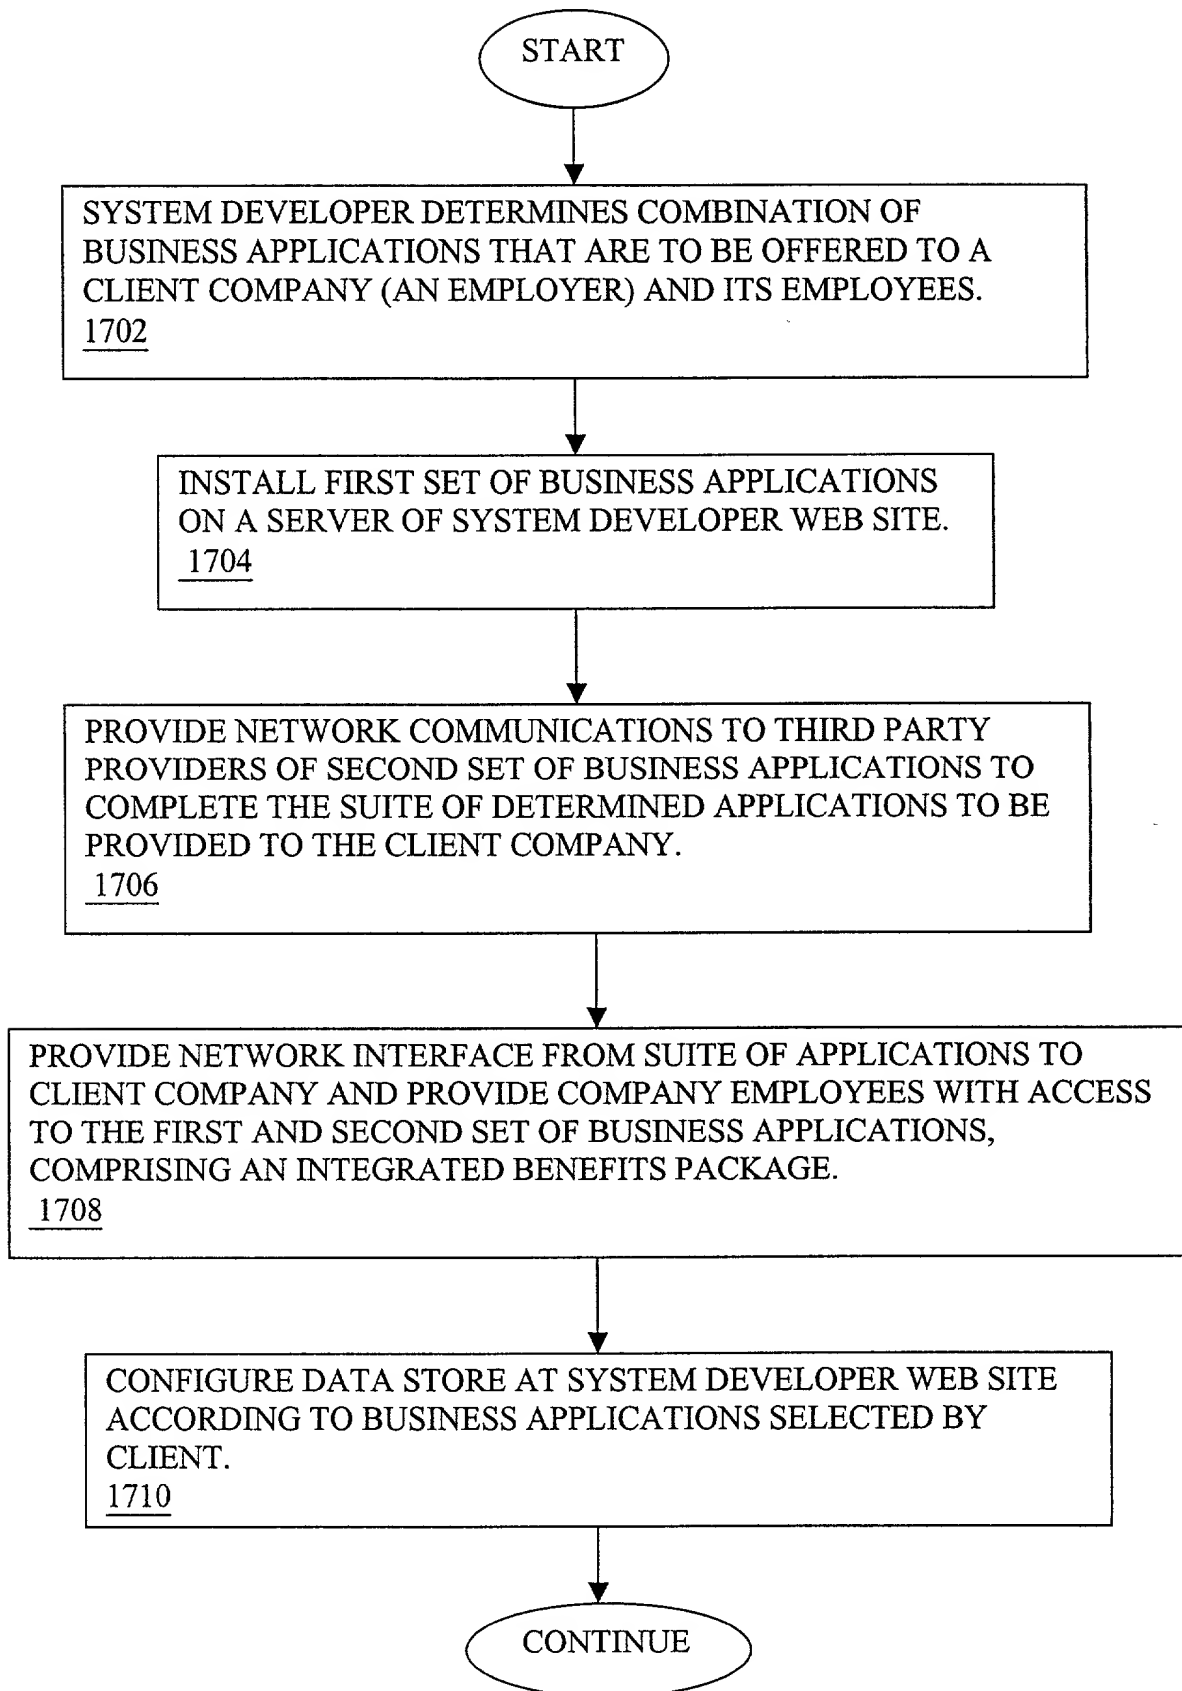 START
SYSTEM DEVELOPER DETERMINES COMBINATION OF
BUSINESS APPLICATIONS THAT ARE TO BE OFFERED TO A
CLIENT COMPANY (AN EMPLOYER) AND ITS EMPLOYEES.
1702
INSTALL FIRST SET OF BUSINESS APPLICATIONS
ON A SERVER OF SYSTEM DEVELOPER WEB SITE.
1704
PROVIDE NETWORK COMMUNICATIONS TO THIRD PARTY
PROVIDERS OF SECOND SET OF BUSINESS APPLICATIONS TO
COMPLETE THE SUITE OF DETERMINED APPLICATIONS TO BE
PROVIDED TO THE CLIENT COMPANY.
1706
PROVIDE NETWORK INTERFACE FROM SUITE OF APPLICATIONS TO
CLIENT COMPANY AND PROVIDE COMPANY EMPLOYEES WITH ACCESS
TO THE FIRST AND SECOND SET OF BUSINESS APPLICATIONS,
COMPRISING AN INTEGRATED BENEFITS PACKAGE.
1708
CONFIGURE DATA STORE AT SYSTEM DEVELOPER WEB SITE
ACCORDING TO BUSINESS APPLICATIONS SELECTED BY
CLIENT.
1710
CONTINUE